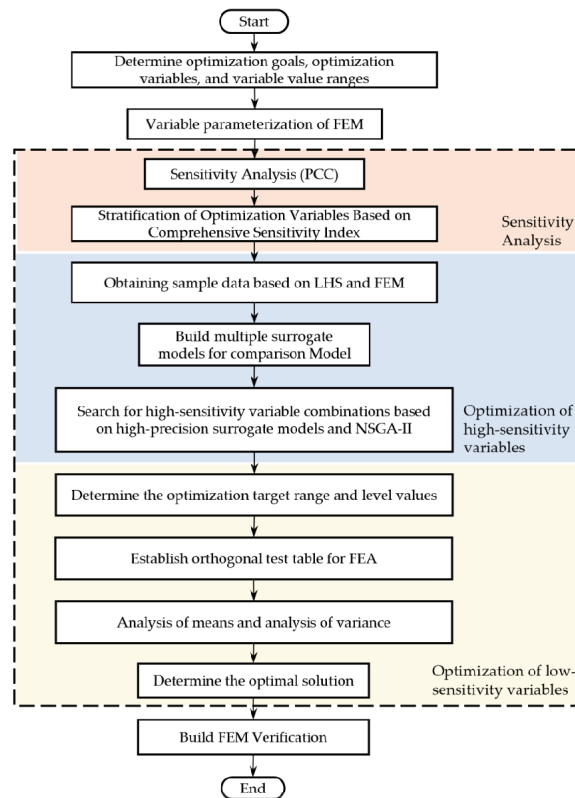 Start
Determine optimization goals, optimization
variables, and variable value ranges
Variable parameterization of FEM
Sensitivity Analysis (PCC)
Stratification of Optimization Variables Based on
Comprehensive Sensitivity Index
Sensitivity
Analysis
Obtaining sample data based on LHS and FEM
Build multiple surrogate
models for comparison Model
Search for high-sensitivity variable combinations based
on high-precision surrogate models and NSGA-II
Optimization of
high-sensitivity
variables
Determine the optimization target range and level values
Establish orthogonal test table for FEA
Analysis of means and analysis of variance
Determine the optimal solution
Optimization of low-
sensitivity variables
Build FEM Verification
End